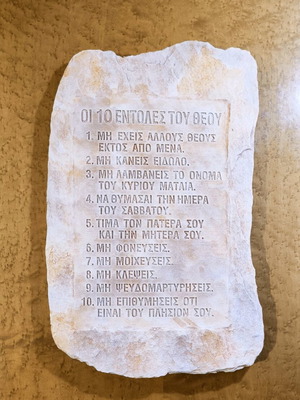 ΟΙ 10 ΕΝΤΟΛΕΣ ΤΟΥ ΘΕΟΥ
1. ΜΗ ΕΧΕΙΣ ΑΛΛΟΥΣ ΘΕΟΥΣ
ΕΚΤΟΣ ΑΠΟ ΜΕΝΑ.
2. ΜΗ ΚΑΝΕΙΣ ΕΙΔΩΛΟ.
3. ΜΗ ΛΑΜΒΑΝΕΙΣ ΤΟ ΟΝΟΜΑ
ΤΟΥ ΚΥΡΙΟΥ ΜΑΤΑΙΑ.
4. ΝΑ ΘΥΜΑΣΑΙ ΤΗΝ ΗΜΕΡΑ
ΤΟΥ ΣΑΒΒΑΤΟΥ.
5. ΤΙΜΑ ΤΟΝ ΠΑΤΕΡΑ ΣΟΥ
ΚΑΙ ΤΗΝ ΜΗΤΕΡΑ ΣΟΥ.
6. ΜΗ ΦΟΝΕΥΣΕΙΣ.
7. ΜΗ ΜΟΙΧΕΥΣΕΙΣ.
8. ΜΗ ΚΛΕΨΕΙΣ.
9. ΜΗ ΨΕΥΔΟΜΑΡΤΥΡΗΣΕΙΣ.
10. ΜΗ ΕΠΙΘΥΜΗΣΕΙΣ ΟΤΙ
ΕΙΝΑΙ ΤΟΥ ΠΛΗΣΙΟΝ ΣΟΥ.